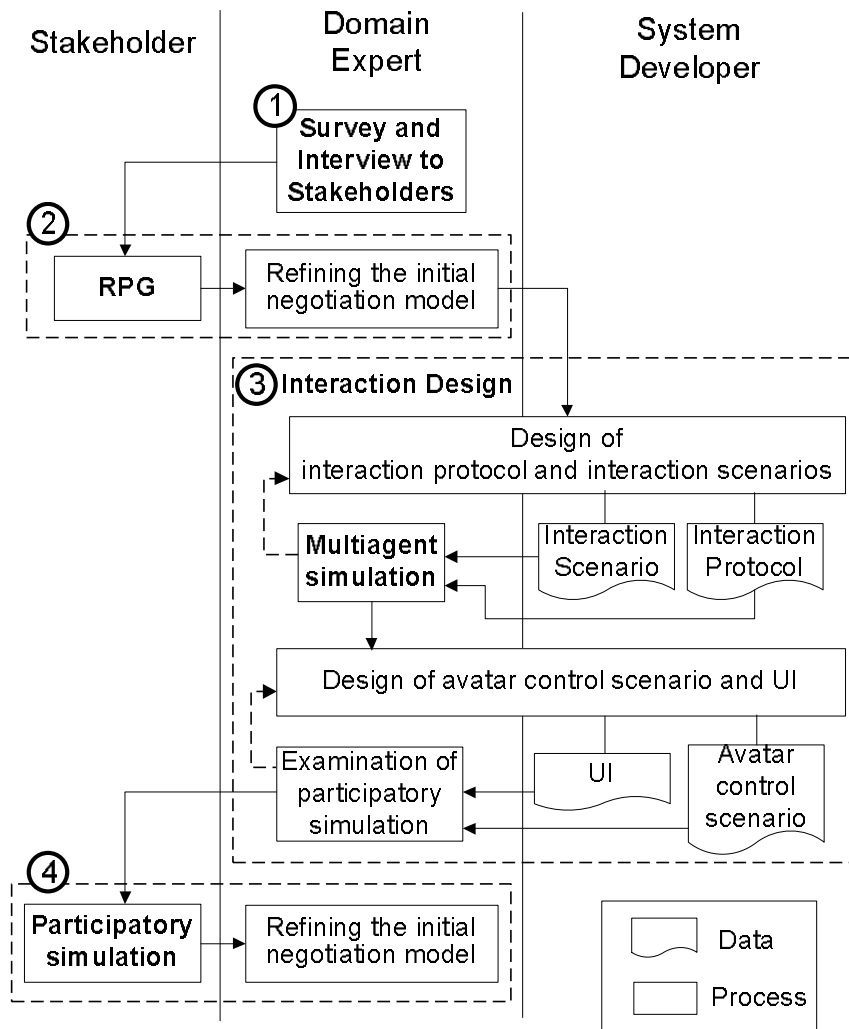 Stakeholder
Domain
Expert
System
Developer
1
Survey and
Interview to
Stakeholders
2
RPG
Refining the initial
negotiation model
3
Interaction Design
Design of
interaction protocol and interaction scenarios
Multiagent
simulation
Interaction
Scenario
Interaction
Protocol
Design of avatar control scenario and UI
Examination of
participatory
simulation
UI
Avatar
control
scenario
4
Participatory
simulation
Refining the initial
negotiation model
Data
Process